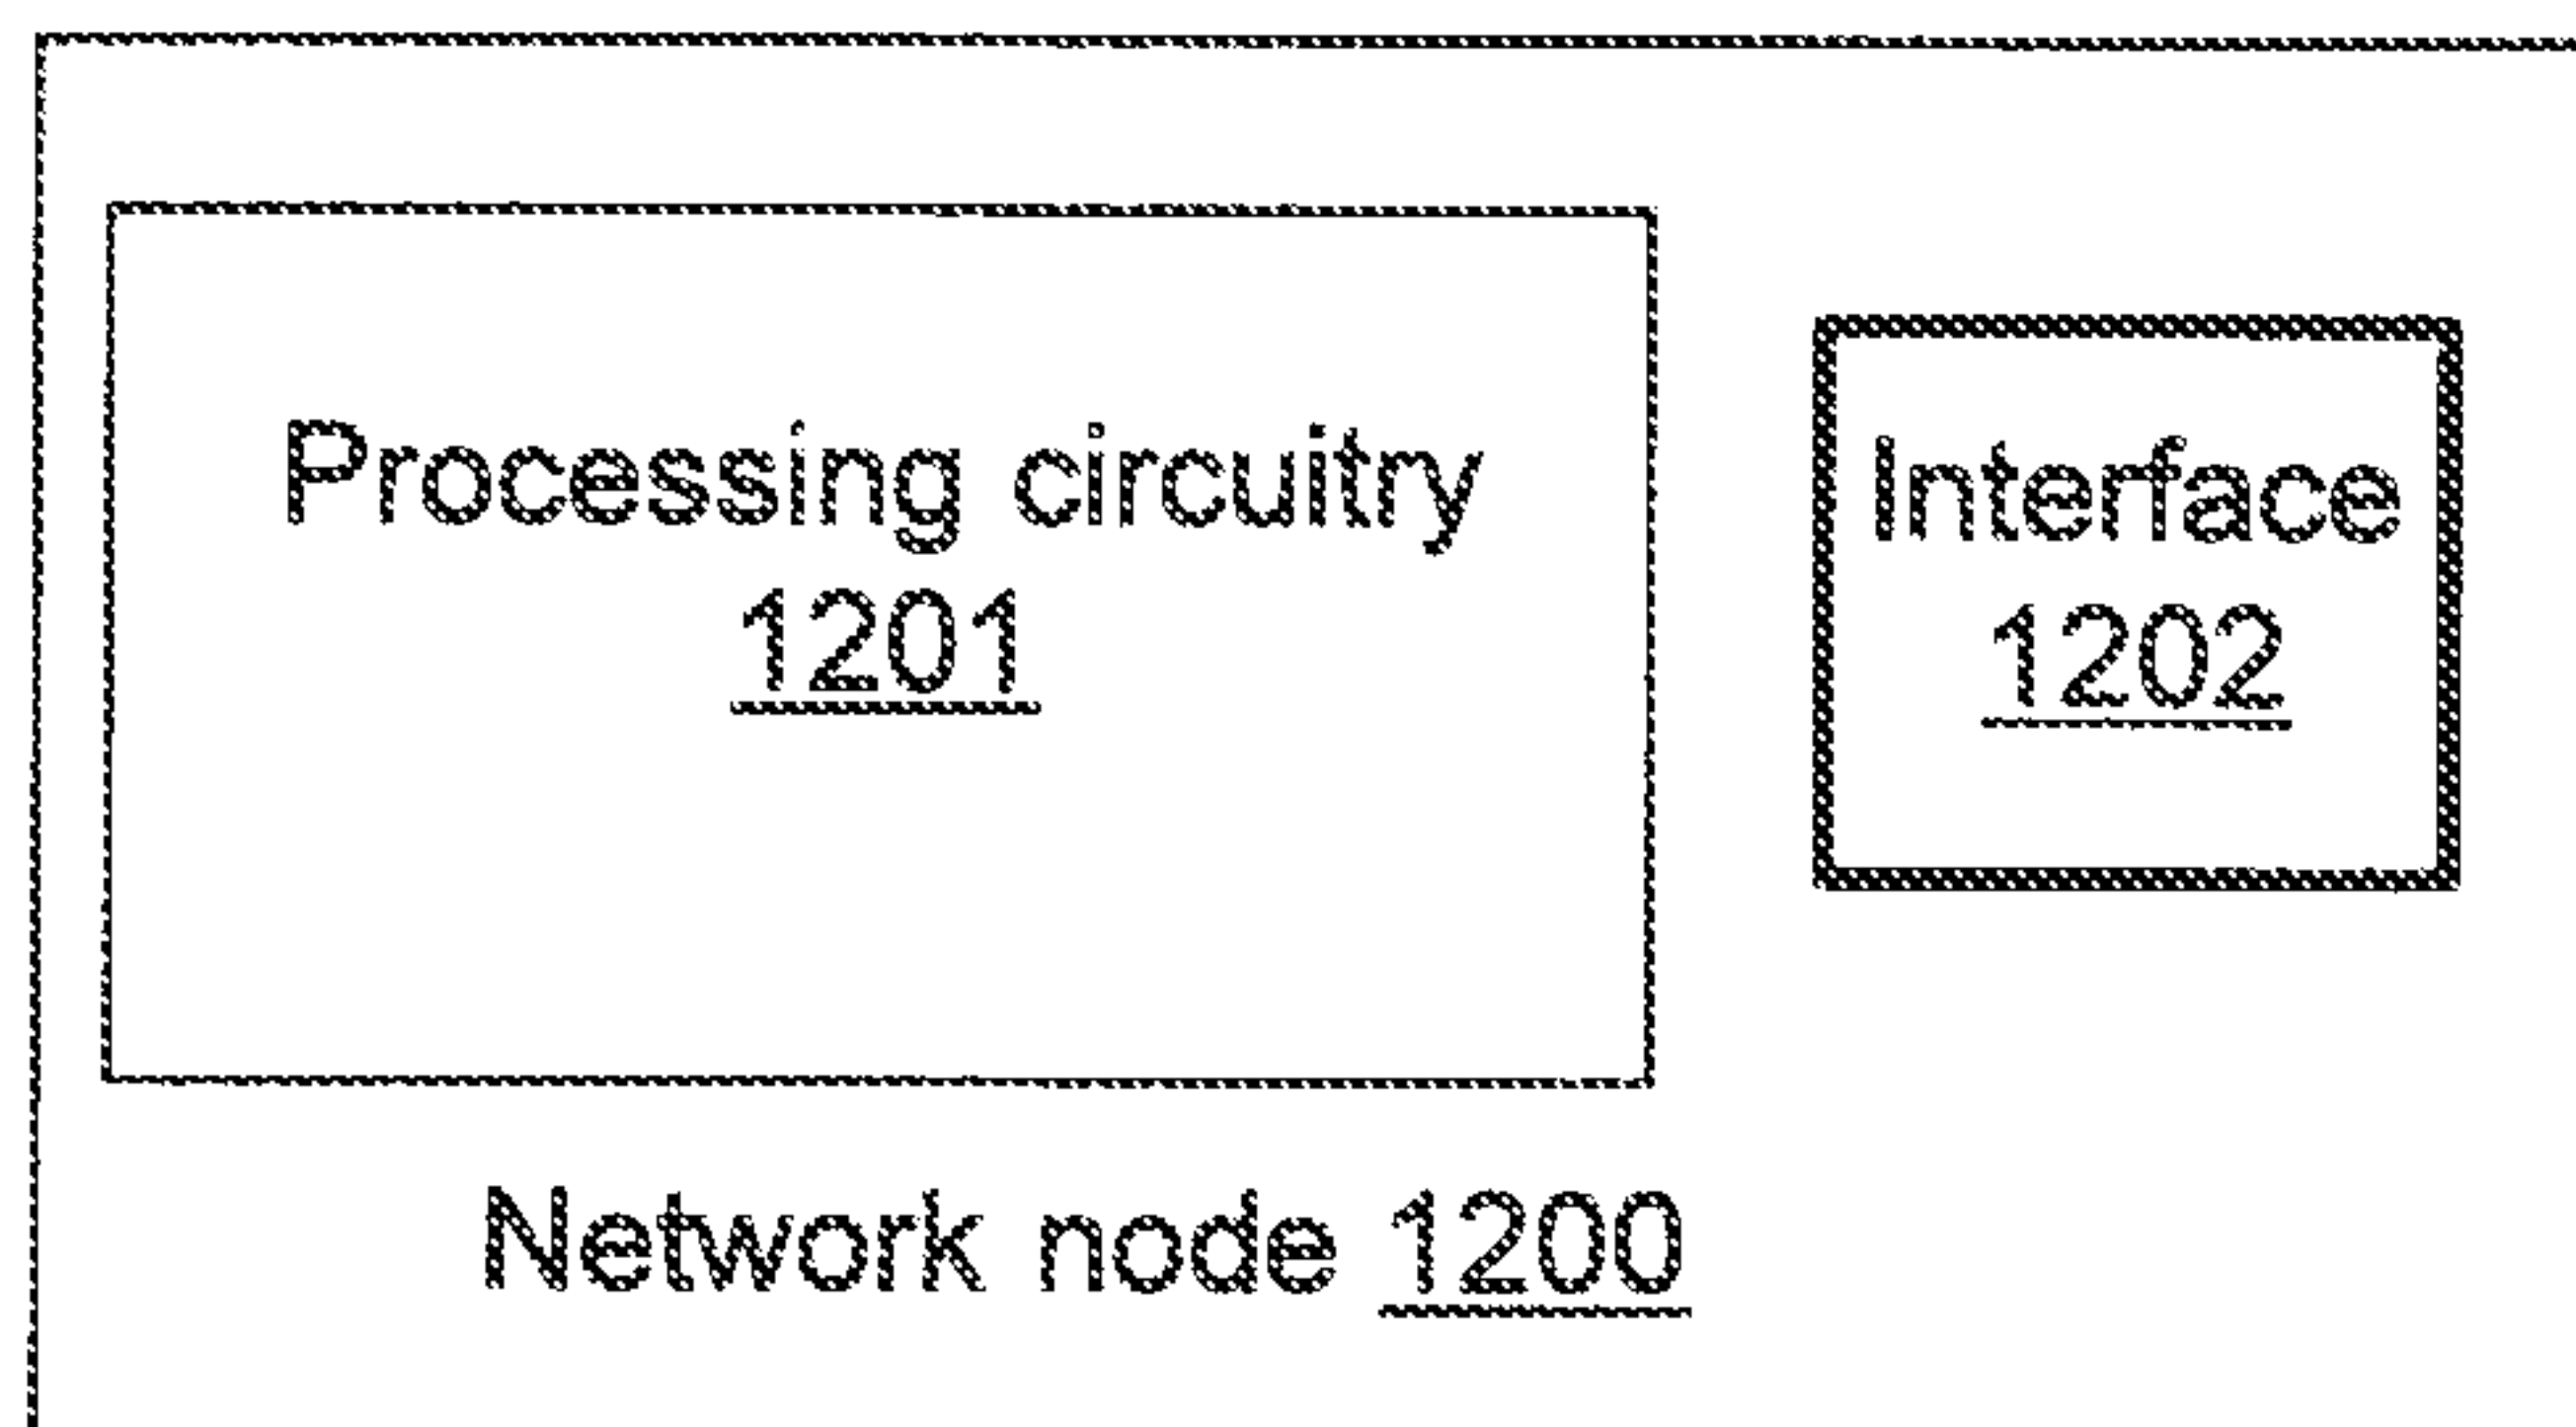 Processing circuitry
1201
Interface
1202
Network node 1200